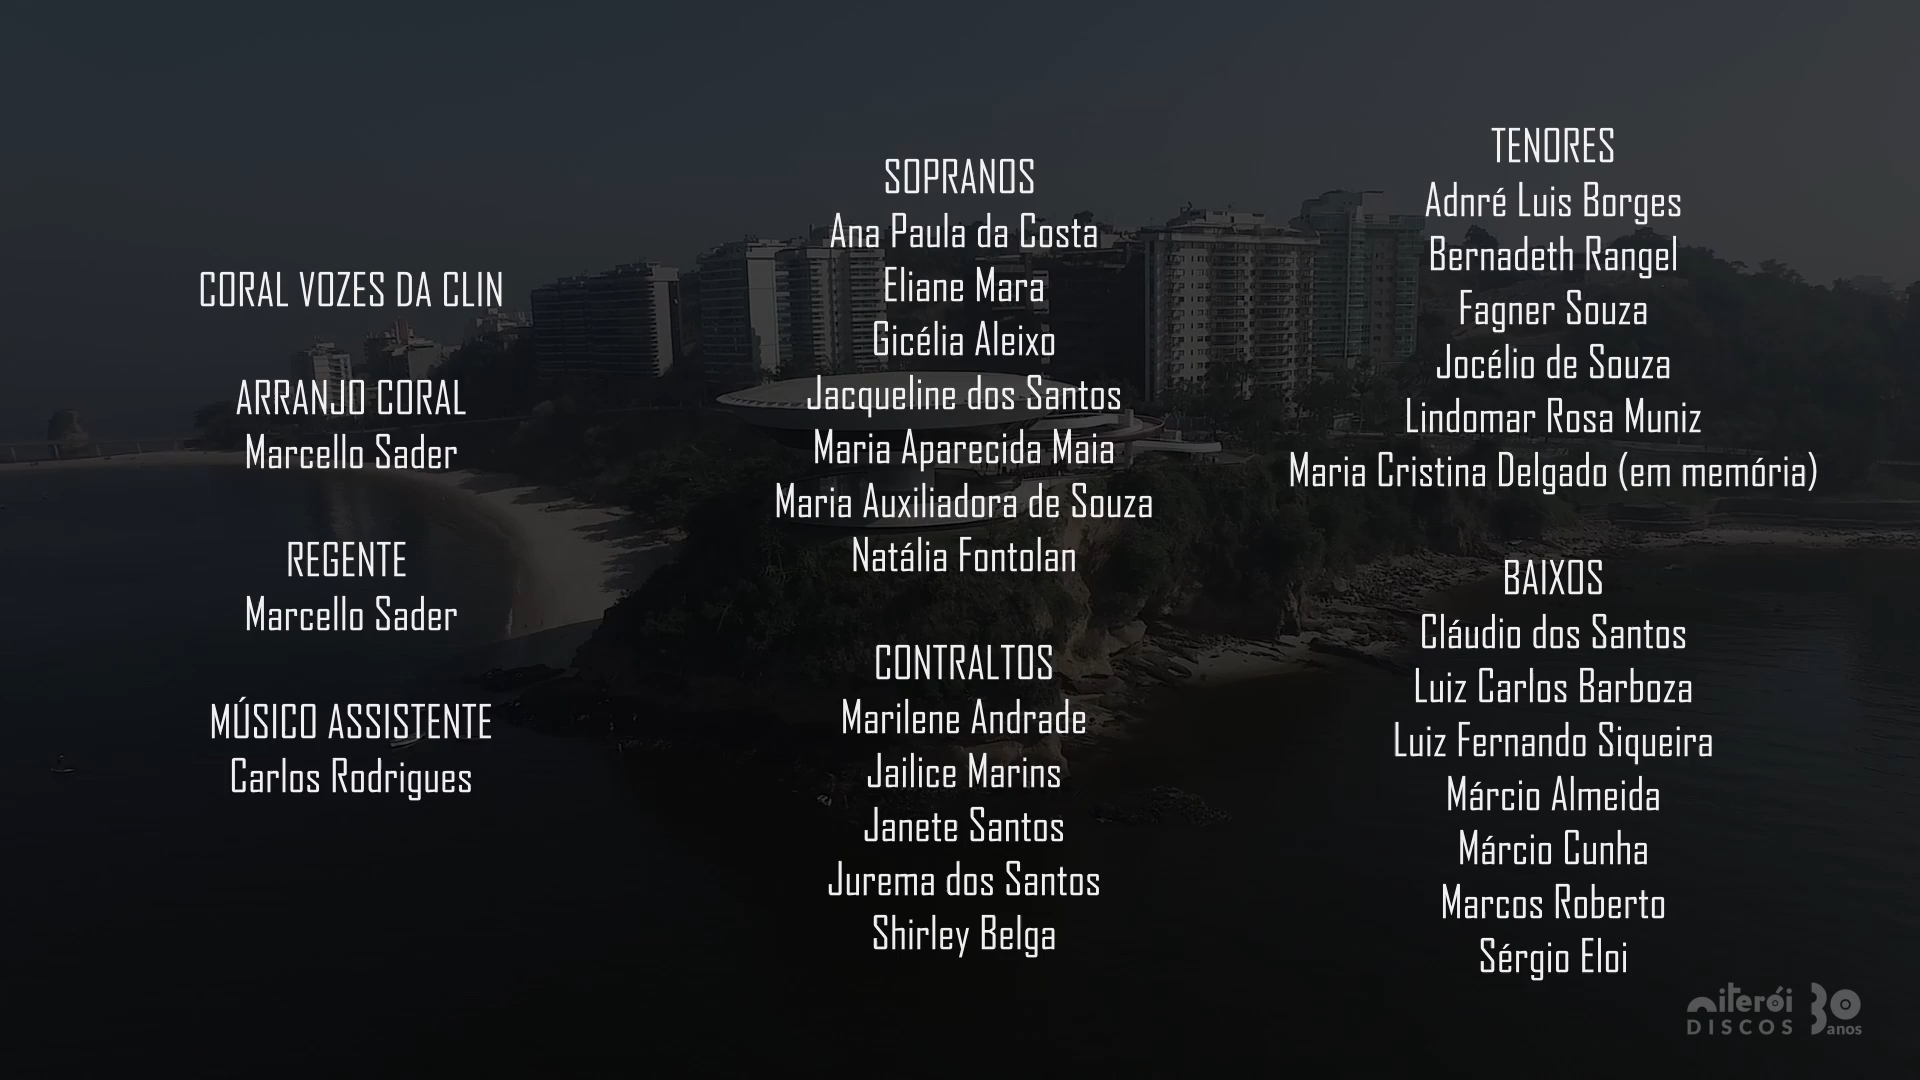 CORAL VOZES DA CLIN
ARRANJO CORAL
Marcello Sader
REGENTE
Marcello Sader
MÚSICO ASSISTENTE
Carlos Rodrigues
SOPRANOS
Ana Paula da Costa
Eliane Mara
Gicélia Aleixo
Jacqueline dos Santos
Maria Aparecida Maia
Maria Auxiliadora de Souza
Natália Fontolan
CONTRALTOS
Marilene Andrade
Jailice Marins
Janete Santos
Jurema dos Santos
Shirley Belga
TENORES
Adnré Luis Borges
Bernadeth Rangel
Fagner Souza
Jocélio de Souza
Lindomar Rosa Muniz
Maria Cristina Delgado (em memória)
BAIXOS
Cláudio dos Santos
Luiz Carlos Barboza
Luiz Fernando Siqueira
Márcio Almeida
Márcio Cunha
Marcos Roberto
Sérgio Eloi
niterói
DISCOS
30
anos